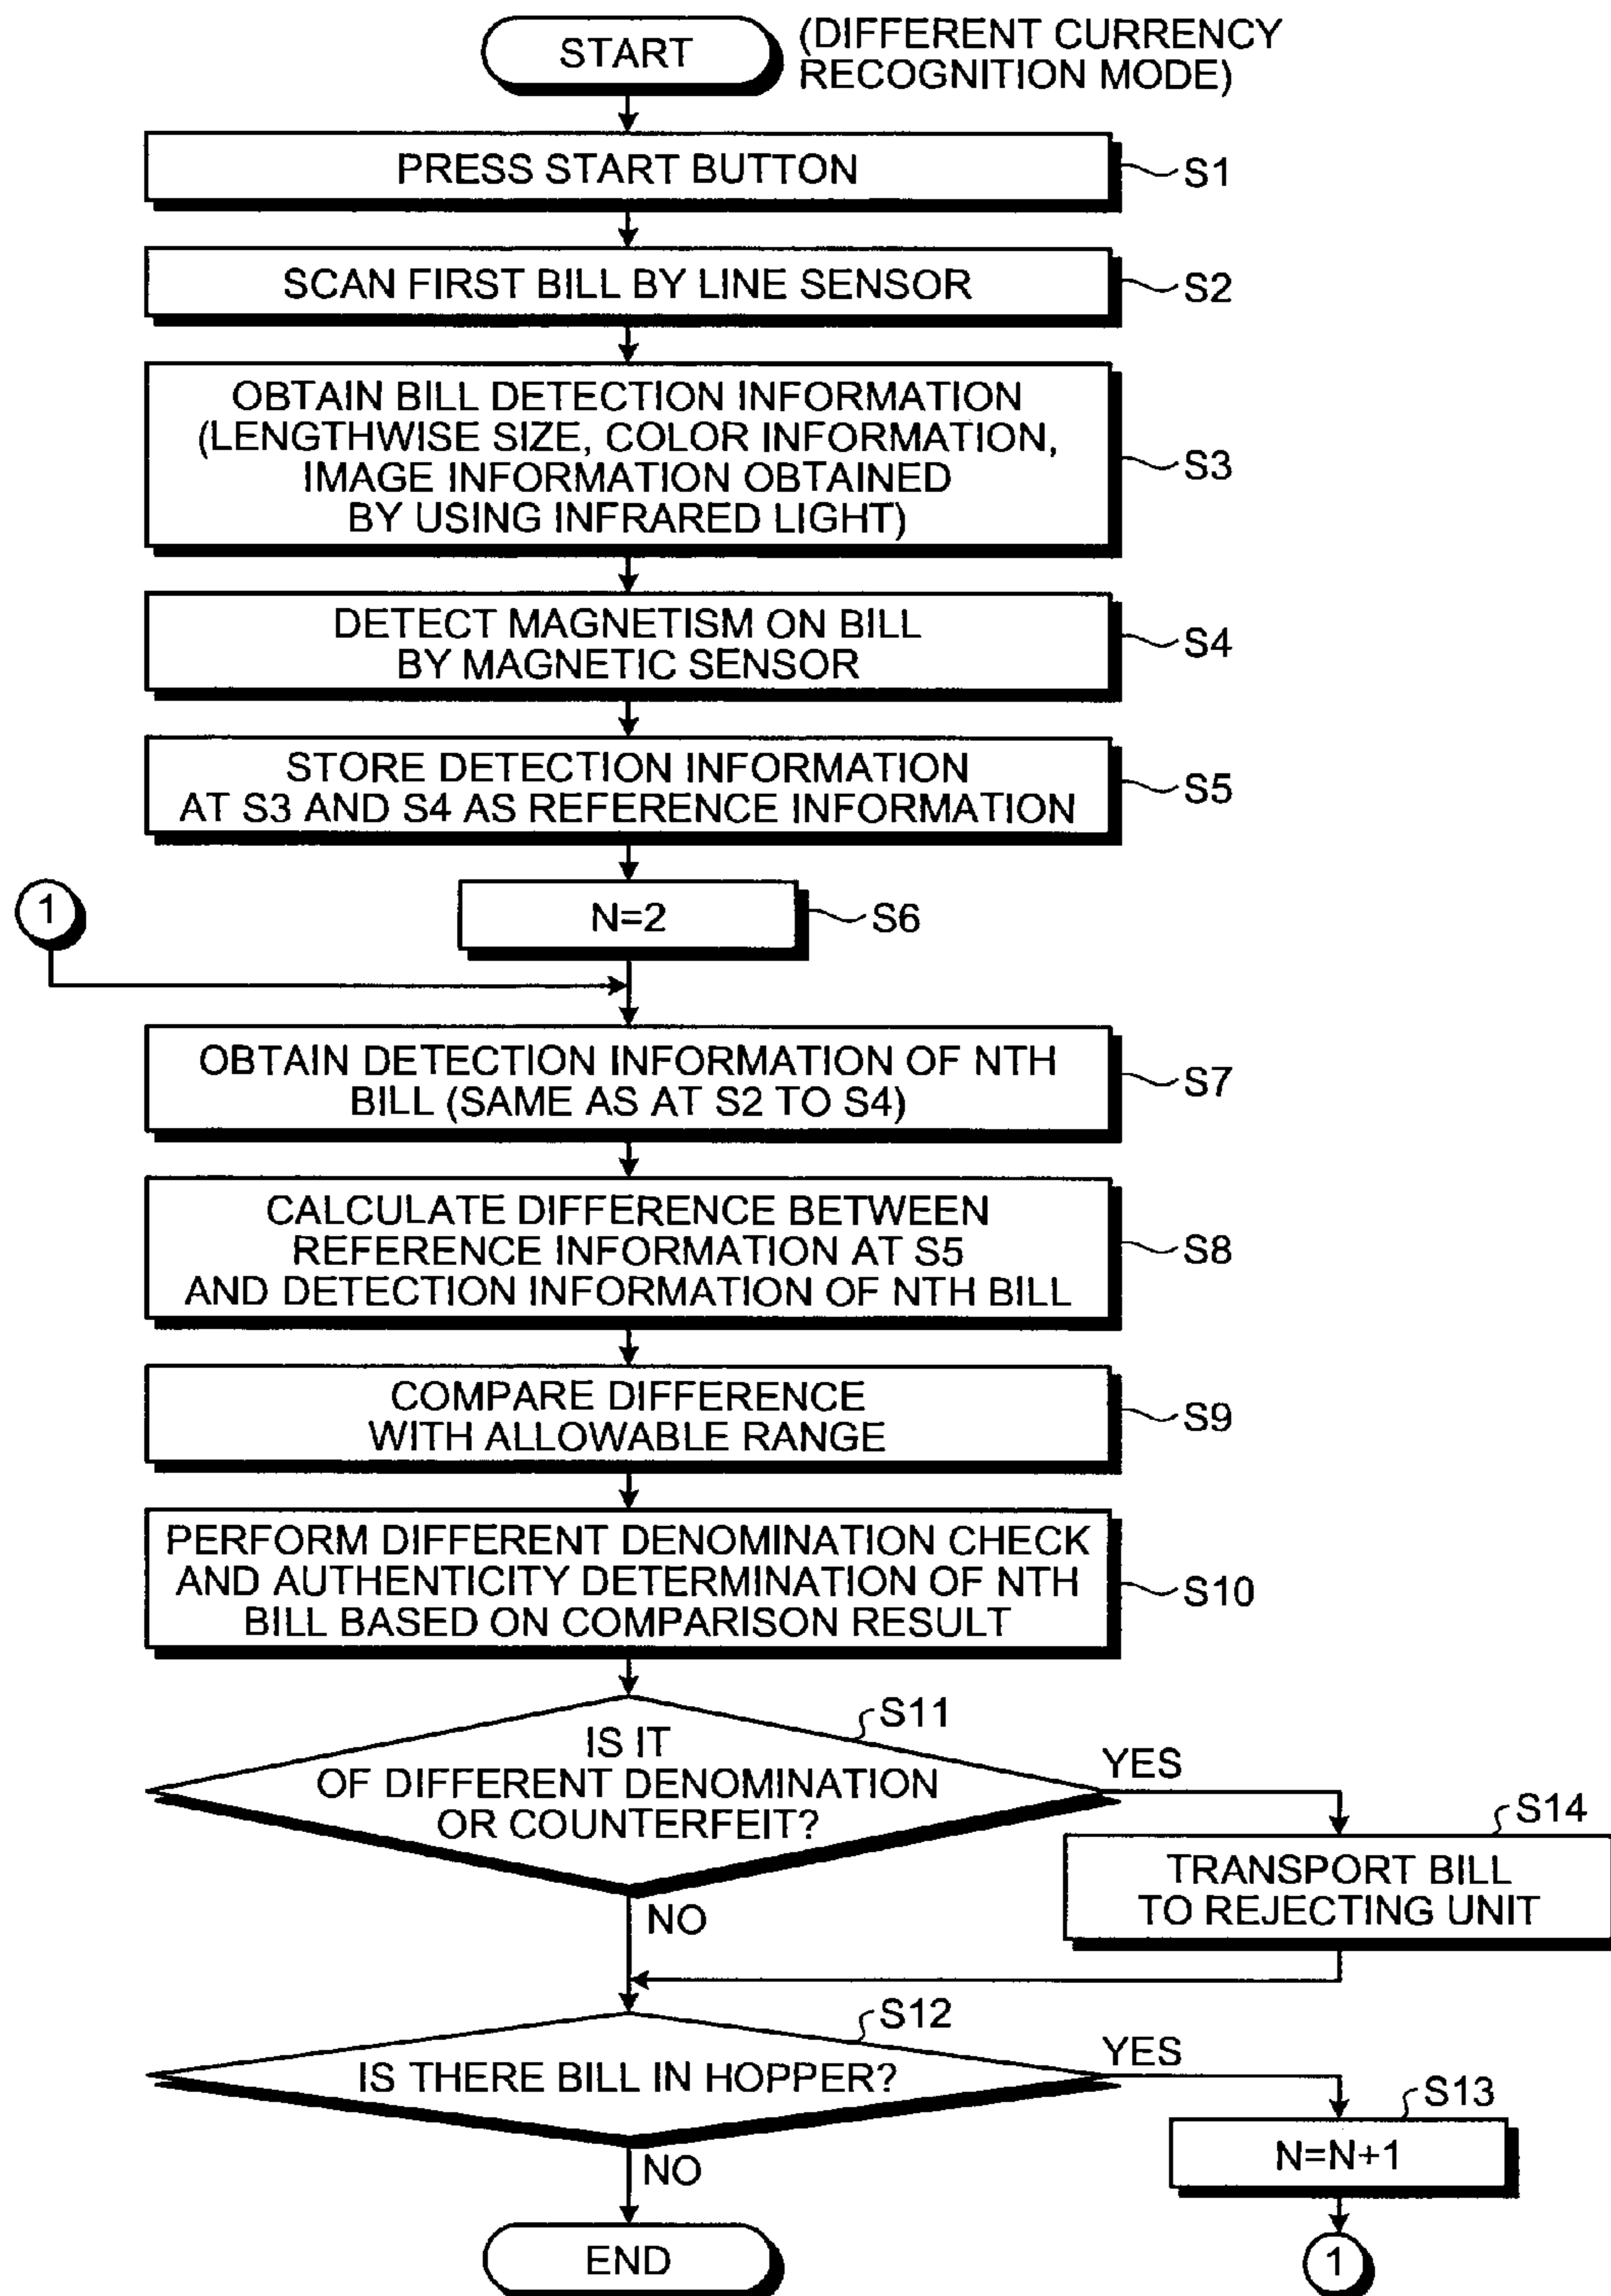 START
(DIFFERENT CURRENCY
RECOGNITION MODE)
PRESS START BUTTON
S1
SCAN FIRST BILL BY LINE SENSOR
S2
OBTAIN BILL DETECTION INFORMATION
(LENGTHWISE SIZE, COLOR INFORMATION,
IMAGE INFORMATION OBTAINED
BY USING INFRARED LIGHT)
S3
DETECT MAGNETISM ON BILL
BY MAGNETIC SENSOR
S4
STORE DETECTION INFORMATION
AT S3 AND S4 AS REFERENCE INFORMATION
S5
1
N=2
S6
OBTAIN DETECTION INFORMATION OF NTH
BILL (SAME AS AT S2 TO S4)
S7
CALCULATE DIFFERENCE BETWEEN
REFERENCE INFORMATION AT S5
AND DETECTION INFORMATION OF NTH BILL
S8
COMPARE DIFFERENCE
WITH ALLOWABLE RANGE
S9
PERFORM DIFFERENT DENOMINATION CHECK
AND AUTHENTICITY DETERMINATION OF NTH
BILL BASED ON COMPARISON RESULT
S10
S11
IS IT
OF DIFFERENT DENOMINATION
OR COUNTERFEIT?
YES
S14
TRANSPORT BILL
TO REJECTING UNIT
NO
S12
IS THERE BILL IN HOPPER?
YES
S13
N=N+1
NO
END
1